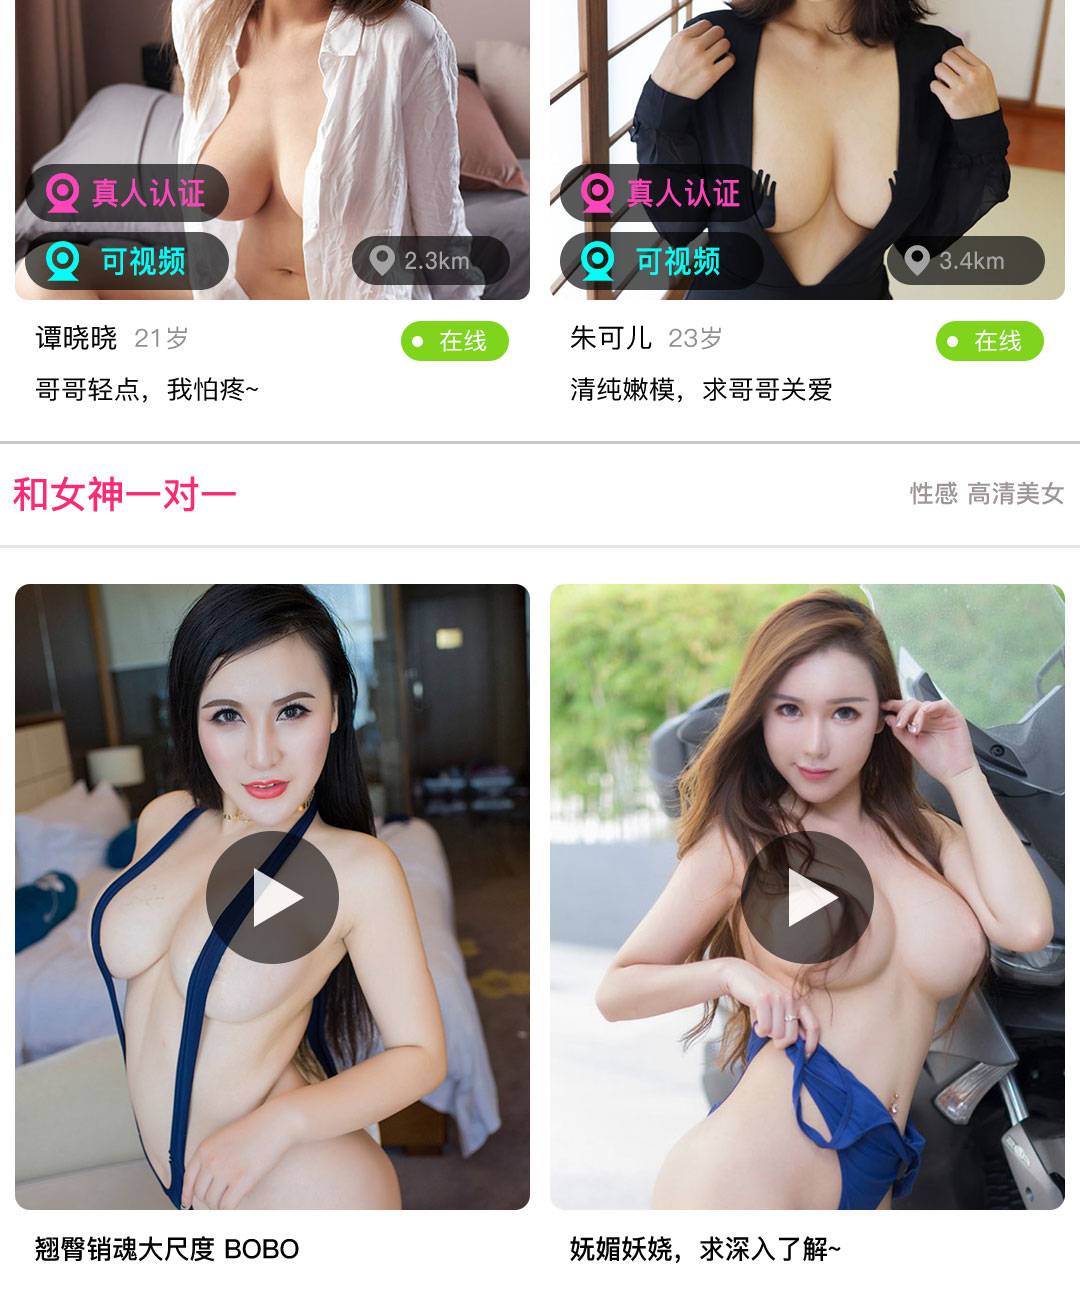 真人认证
可视频
2.3km
真人认证
可视频
3.4km
谭晓晓 21岁 在线
哥哥轻点，我怕疼~
朱可儿 23岁 在线
清纯嫩模，求哥哥关爱
和女神一对一
性感 高清美女
翘臀销魂大尺度 BOBO
妩媚妖娆，求深入了解~